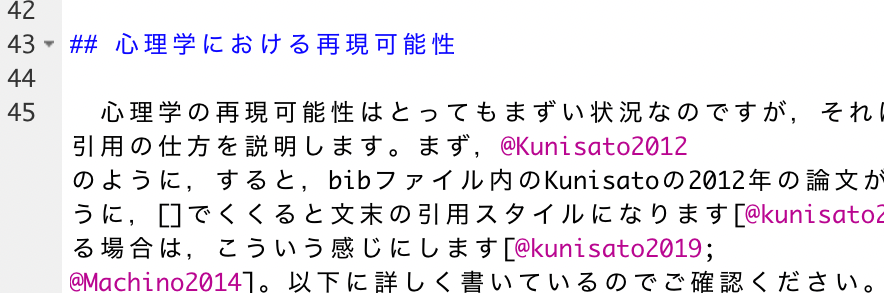 42
43 ## 心理学における再現可能性
44
45 　心理学の再現可能性はとってもまずい状況なのですが，それ
引用の仕方を説明します。まず，@Kunisato2012
のように，すると，bibファイル内のKunisatoの2012年の論文が
うに，[]でくくると文末の引用スタイルになります[@kunisato2
る場合は，こういう感じにします[@kunisato2019;
@Machino2014]。以下に詳しく書いているのでご確認ください。